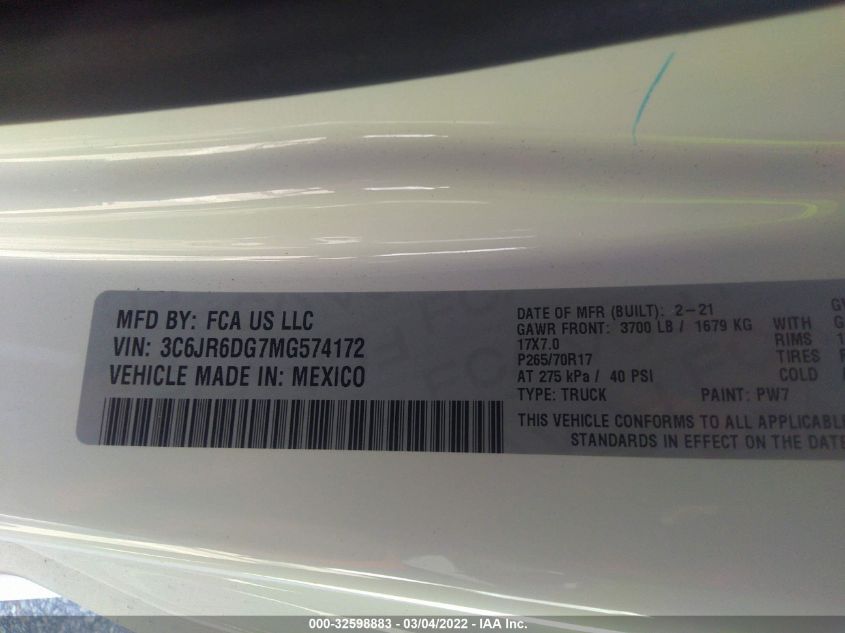 MFD BY: FCA US LLC
VIN: 3C6JR6DG7MG574172
VEHICLE MADE IN: MEXICO
DATE OF MFR (BUILT): 2-21
GAWR FRONT: 3700 LB / 1679 KG WITH
17X7.0 RIMS
P265/70R17 TIRES
AT 275 kPa / 40 PSI COLD
TYPE: TRUCK PAINT: PW7
THIS VEHICLE CONFORMS TO ALL APPLICABLE
STANDARDS IN EFFECT ON THE DATE
000-32598883 - 03/04/2022 - IAA Inc.